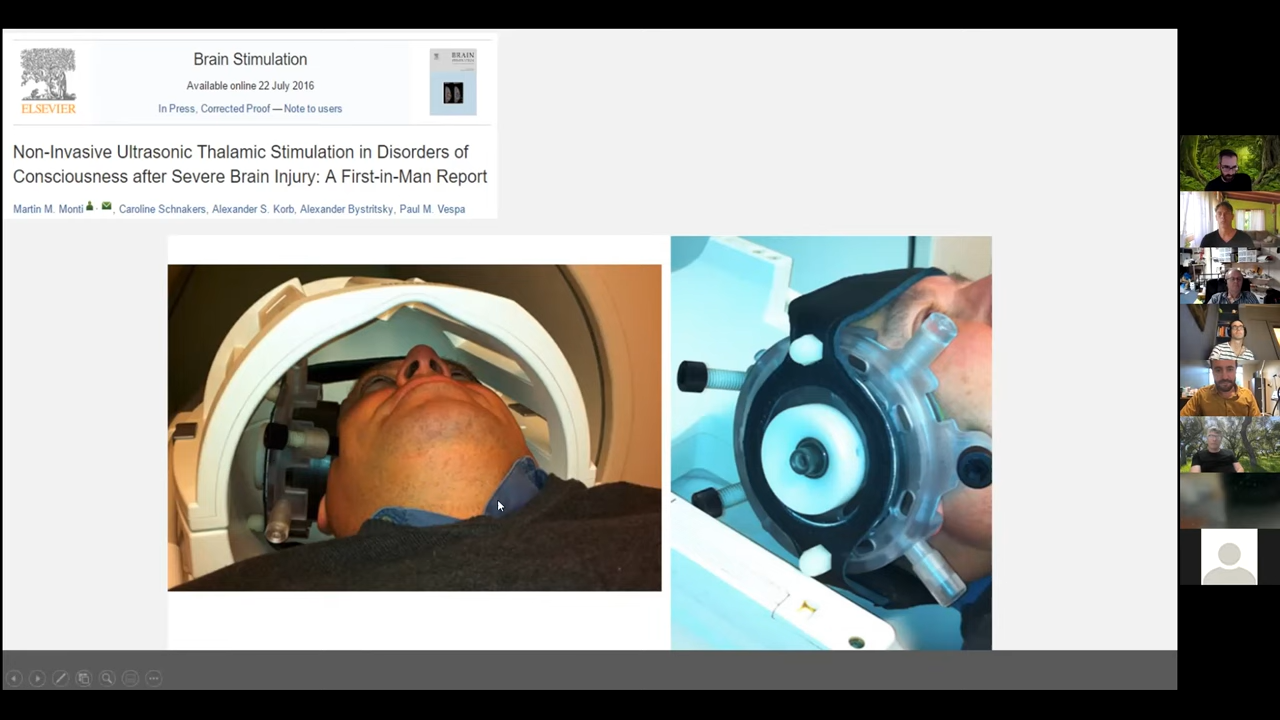 ELSEVIER
Brain Stimulation
Available online 22 July 2016
In Press, Corrected Proof — Note to users
BRAIN
Non-Invasive Ultrasonic Thalamic Stimulation in Disorders of
Consciousness after Severe Brain Injury: A First-in-Man Report
Martin M. Monti , Caroline Schnakers, Alexander S. Korb, Alexander Bystritsky, Paul M. Vespa